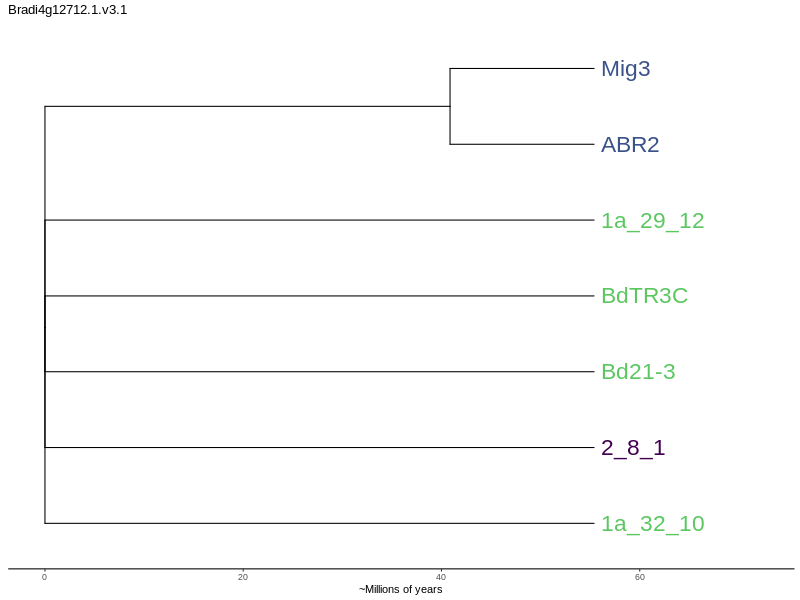 Bradi4g12712.1.v3.1
Mig3
ABR2
1a_29_12
BdTR3C
Bd21-3
2_8_1
1a_32_10
0 20 40 60
~Millions of years